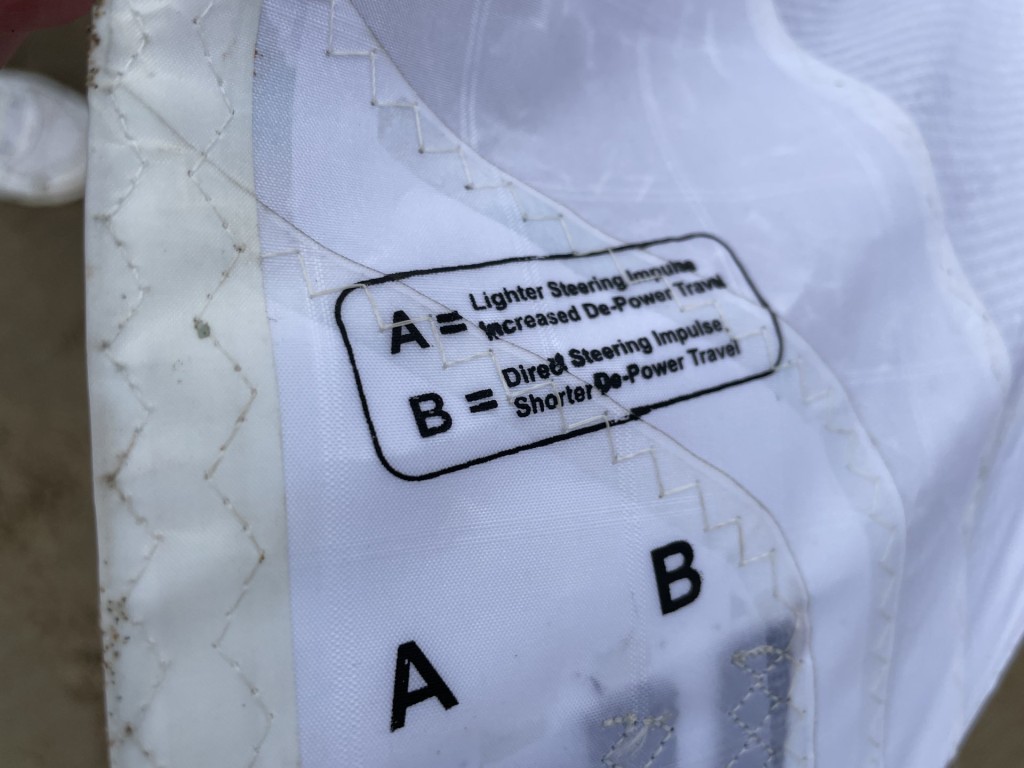 A = Lighter Steering Impulse
Increased De-Power Travel
B = Direct Steering Impulse
Shorter De-Power Travel
B
A